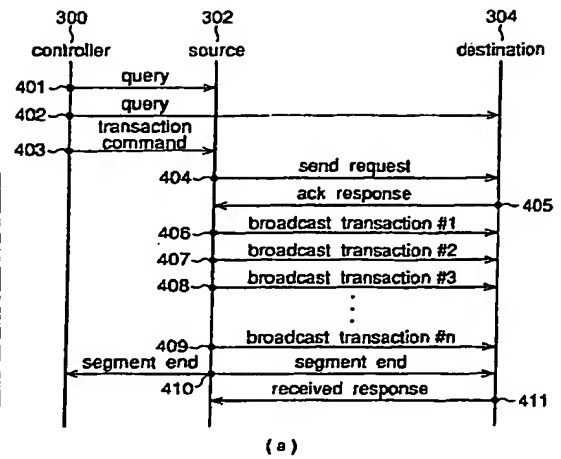 300 302 304
controller source destination
401 query
402 query
403 transaction command
404 send request
ack response 405
406 broadcast transaction #1
407 broadcast transaction #2
408 broadcast transaction #3
409 broadcast transaction #n
segment end segment end
410
received response 411
(a)